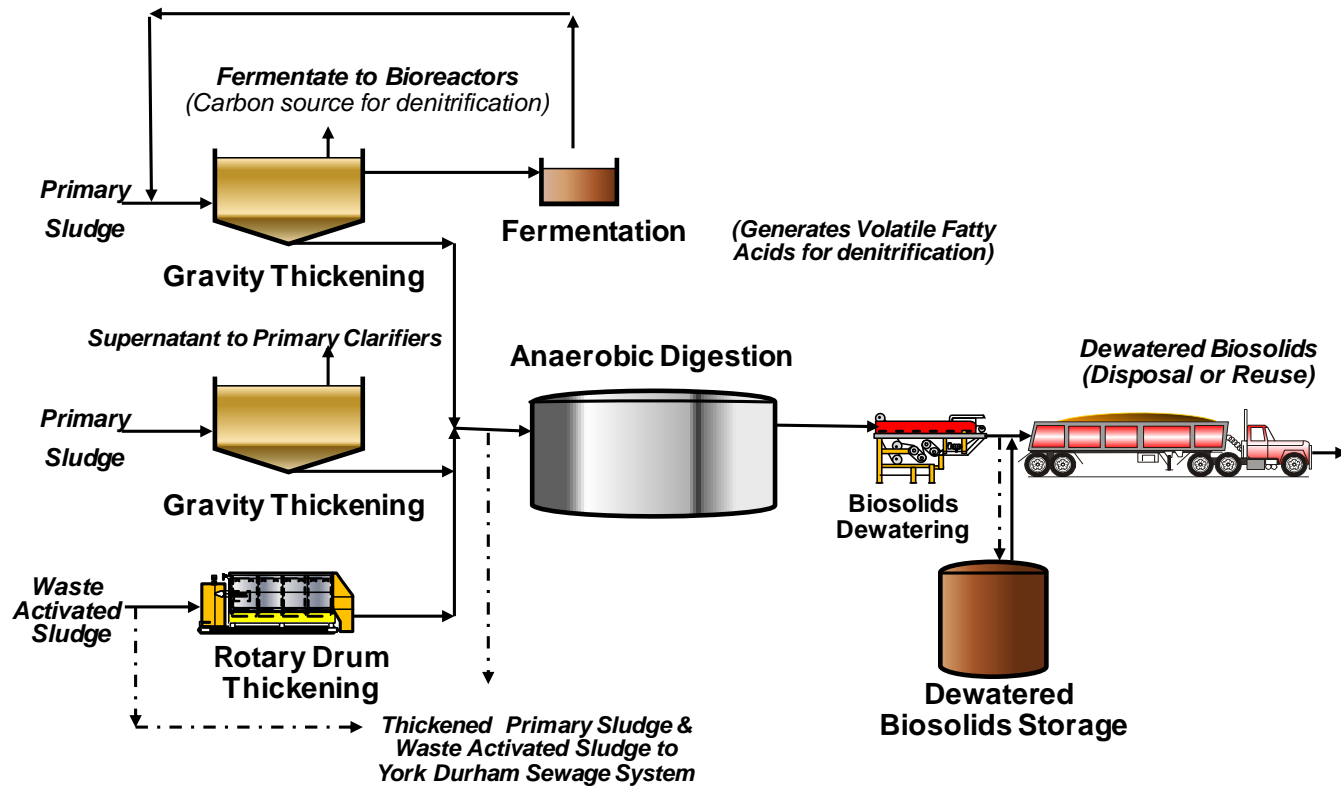 Fermentate to Bioreactors
(Carbon source for denitrification)
Primary
Sludge
Fermentation
(Generates Volatile Fatty
Acids for denitrification)
Gravity Thickening
Supernatant to Primary Clarifiers
Primary
Sludge
Gravity Thickening
Anaerobic Digestion
Dewatered Biosolids
(Disposal or Reuse)
Biosolids
Dewatering
Waste
Activated
Sludge
Rotary Drum
Thickening
Dewatered
Biosolids Storage
Thickened Primary Sludge &
Waste Activated Sludge to
York Durham Sewage System